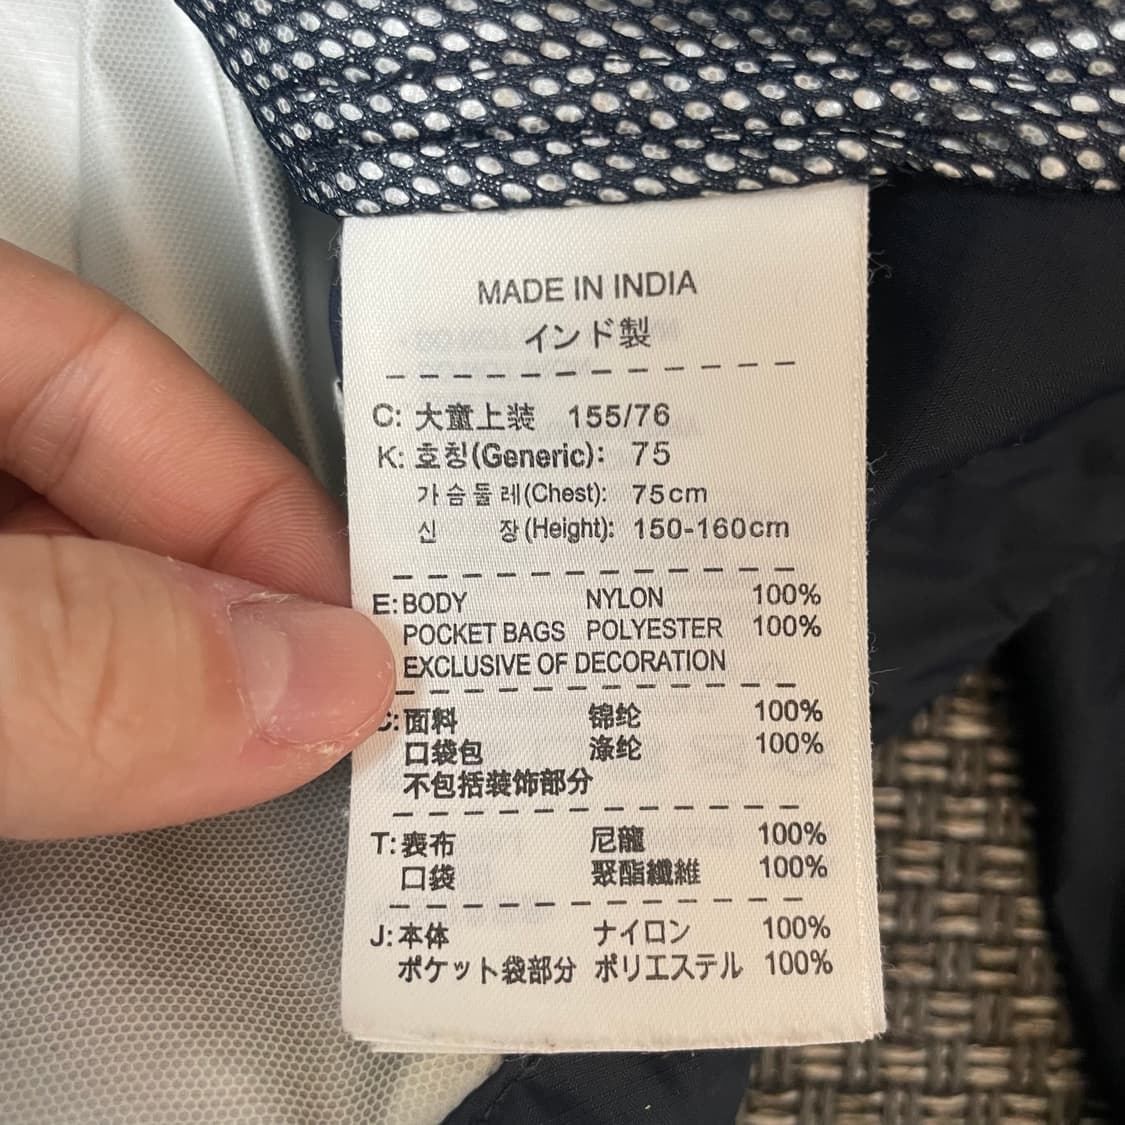 MADE IN INDIA
インド製
C: 大童上装 155/76
K: 호칭(Generic): 75
가슴둘레(Chest): 75cm
신 장(Height): 150-160cm
E: BODY NYLON 100%
POCKET BAGS POLYESTER 100%
EXCLUSIVE OF DECORATION
C: 面料 锦纶 100%
口袋包 涤纶 100%
不包括装饰部分
T: 表布 尼龍 100%
口袋 聚酯纖維 100%
J: 本体 ナイロン 100%
ポケット袋部分 ポリエステル 100%